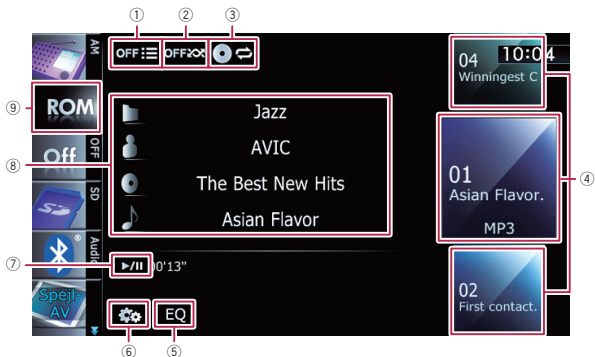 ① ② ③
AM
OFF OFF
04 10:04
Winningest C
⑨ ROM
Jazz
④
Off
OFF
⑧
AVIC
01
Asian Flavor.
MP3
The Best New Hits
SD
SD
Asian Flavor
Audio
⑦ ►/II 00'13"
02
First contact.
Spejl-
AV
EQ
⑥ ⑤